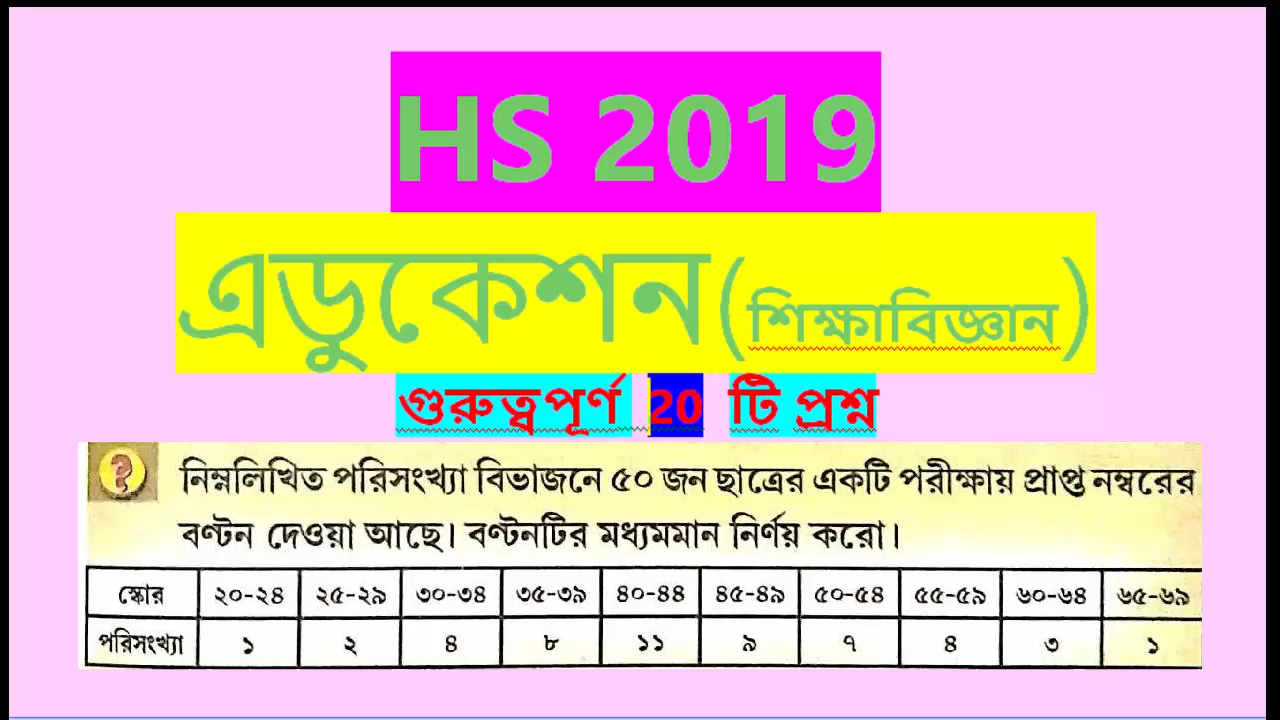 HS 2019
এডুকেশন(শিক্ষাবিজ্ঞান)
গুরুত্বপূর্ণ 20 টি প্রশ্ন
? নিম্নলিখিত পরিসংখ্যা বিভাজনে ৫০ জন ছাত্রের একটি পরীক্ষায় প্রাপ্ত নম্বরের
বণ্টন দেওয়া আছে। বণ্টনটির মধ্যমমান নির্ণয় করো।
স্কোর ২০-২৪ ২৫-২৯ ৩০-৩৪ ৩৫-৩৯ ৪০-৪৪ ৪৫-৪৯ ৫০-৫৪ ৫৫-৫৯ ৬০-৬৪ ৬৫-৬৯
পরিসংখ্যা ১ ২ ৪ ৮ ১১ ৯ ৭ ৪ ৩ ১